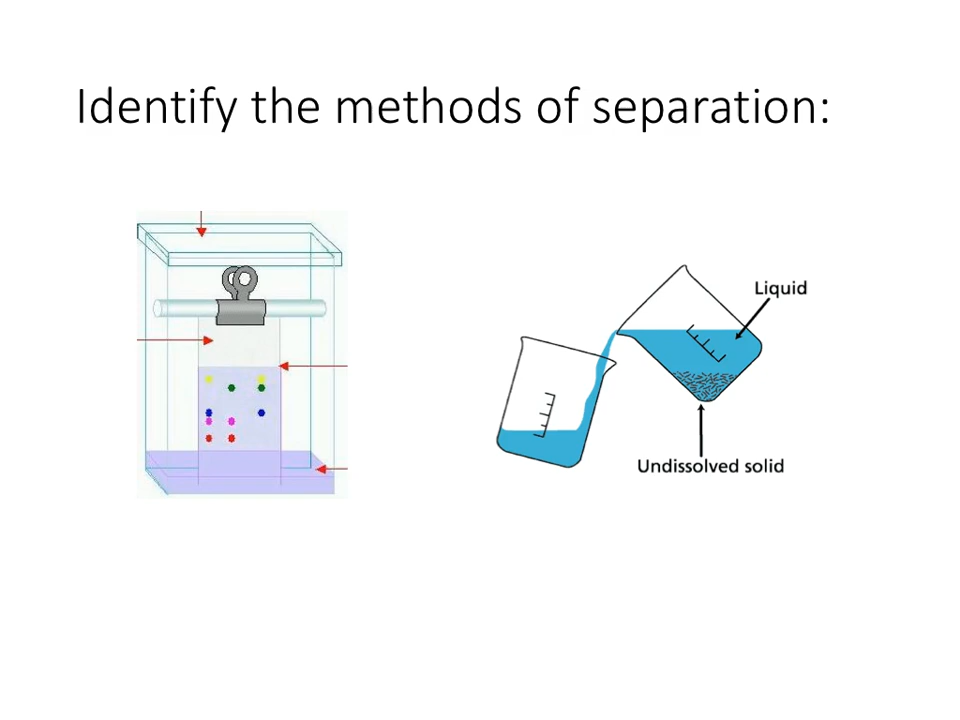 Identify the methods of separation:
Liquid
Undissolved solid